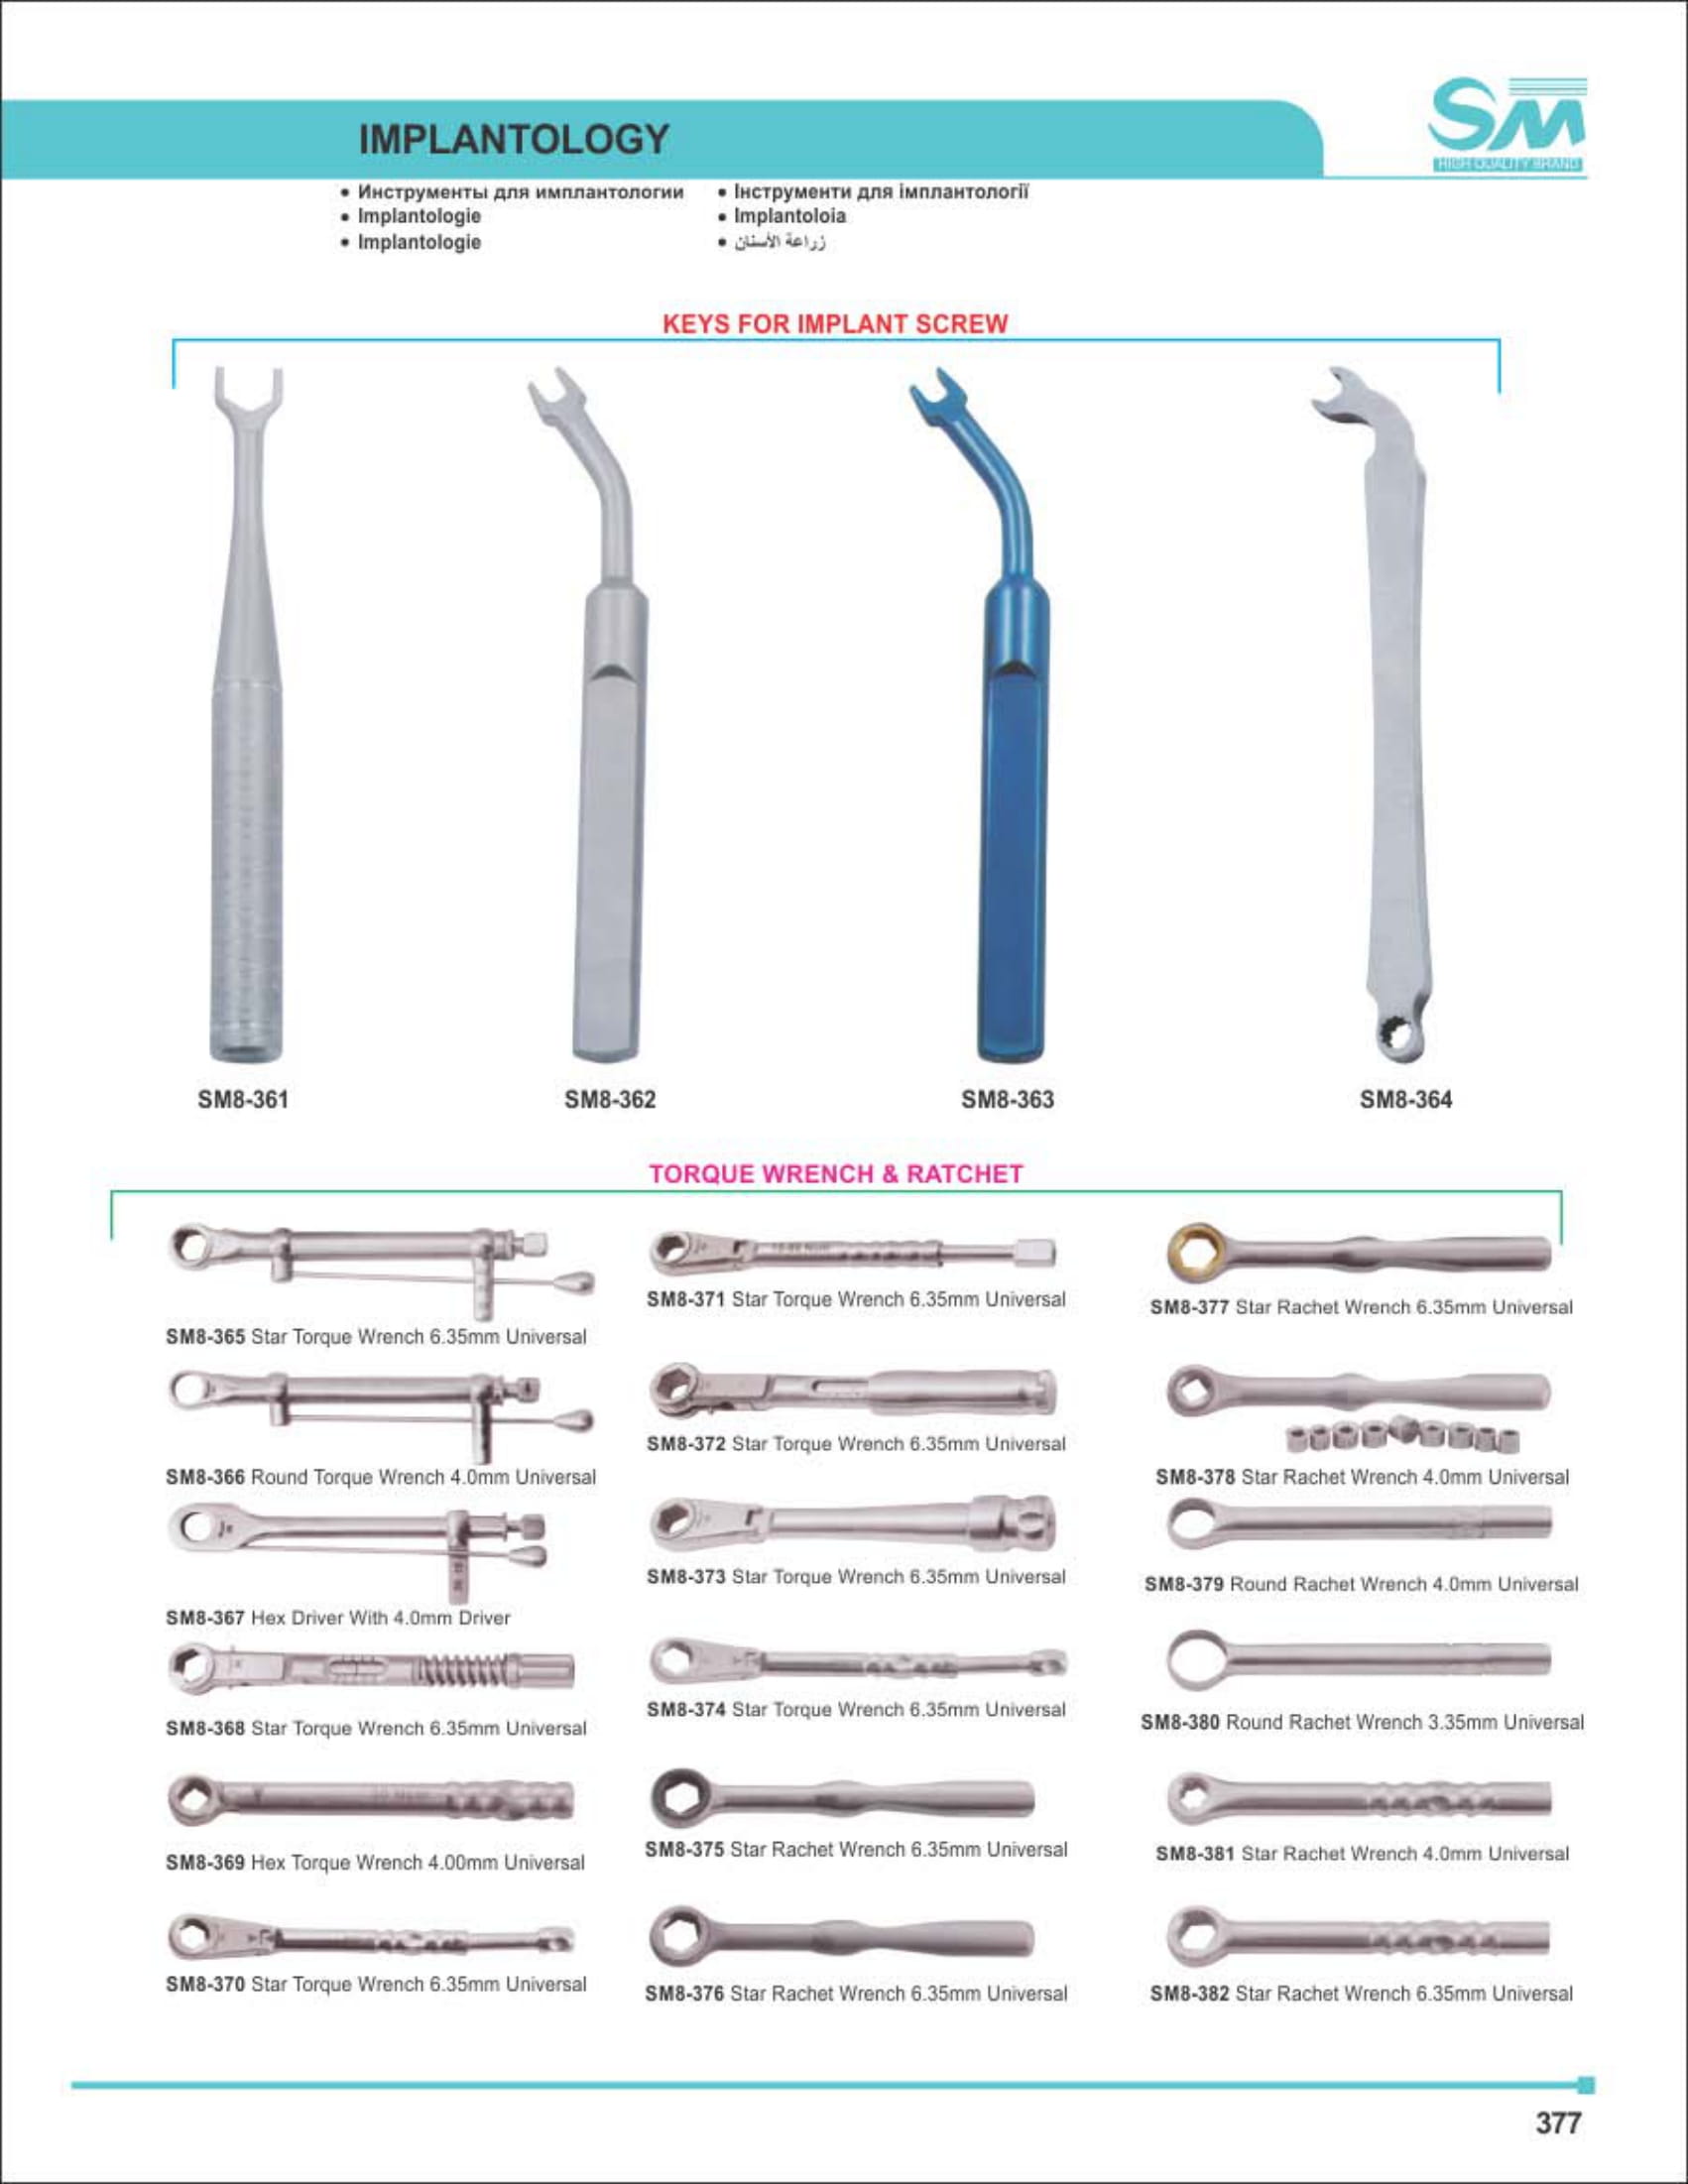 IMPLANTOLOGY
SM
HIGH QUALITY BRAND
• Инструменты для имплантологии
• Implantologie
• Implantologie
• Інструменти для імплантології
• Implantoloia
• زراعة الأسنان
KEYS FOR IMPLANT SCREW
SM8-361
SM8-362
SM8-363
SM8-364
TORQUE WRENCH & RATCHET
SM8-365 Star Torque Wrench 6.35mm Universal
SM8-366 Round Torque Wrench 4.0mm Universal
SM8-367 Hex Driver With 4.0mm Driver
SM8-368 Star Torque Wrench 6.35mm Universal
SM8-369 Hex Torque Wrench 4.00mm Universal
SM8-370 Star Torque Wrench 6.35mm Universal
SM8-371 Star Torque Wrench 6.35mm Universal
SM8-372 Star Torque Wrench 6.35mm Universal
SM8-373 Star Torque Wrench 6.35mm Universal
SM8-374 Star Torque Wrench 6.35mm Universal
SM8-375 Star Rachet Wrench 6.35mm Universal
SM8-376 Star Rachet Wrench 6.35mm Universal
SM8-377 Star Rachet Wrench 6.35mm Universal
SM8-378 Star Rachet Wrench 4.0mm Universal
SM8-379 Round Rachet Wrench 4.0mm Universal
SM8-380 Round Rachet Wrench 3.35mm Universal
SM8-381 Star Rachet Wrench 4.0mm Universal
SM8-382 Star Rachet Wrench 6.35mm Universal
377